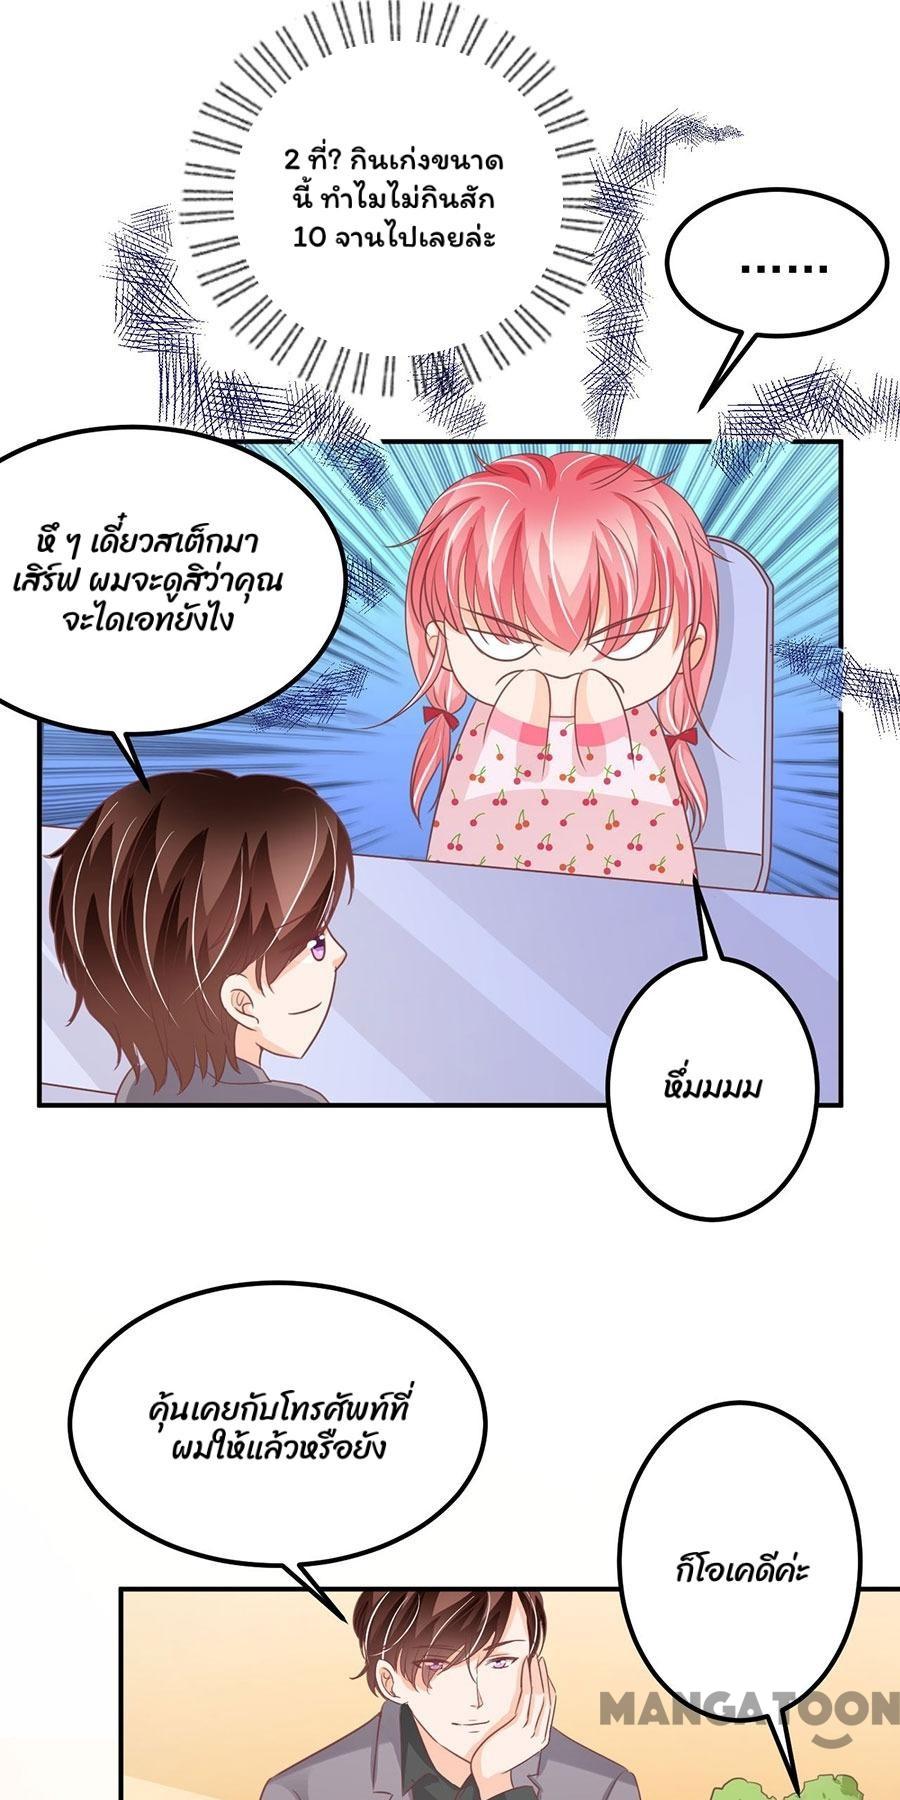 2 ที่? กินเก่งขนาด
นี้ ทำไมไม่กินสัก
10 จานไปเลยล่ะ
......
หึ ๆ เดี๋ยวสเต็กมา
เสิร์ฟ ผมจะดูสิว่าคุณ
จะไดเอทยังไง
หึ่มมมม
คุ้นเคยกับโทรศัพท์ที่
ผมให้แล้วหรือยัง
ก็โอเคดีค่ะ
MANGATOON